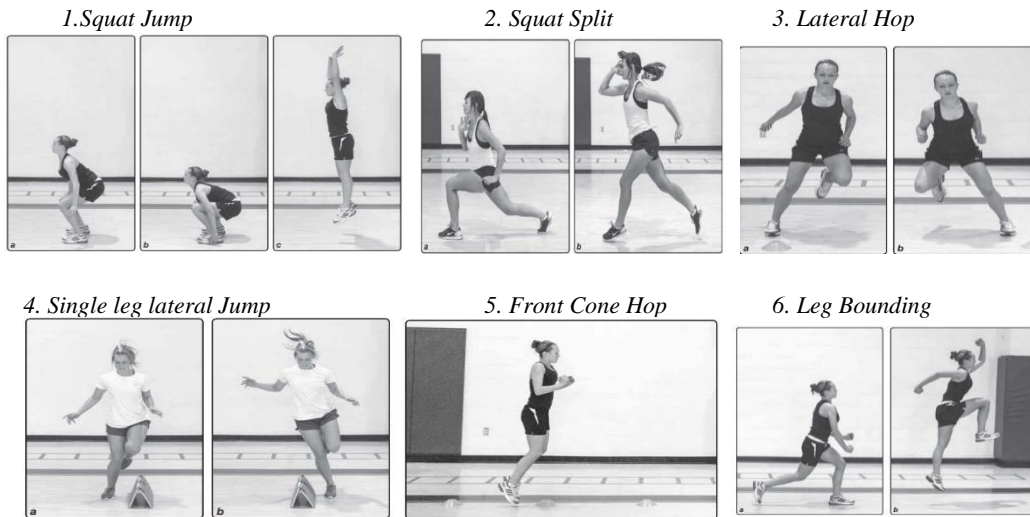 1.Squat Jump
2. Squat Split
3. Lateral Hop
a
b
c
a
b
a
b
4. Single leg lateral Jump
5. Front Cone Hop
6. Leg Bounding
a
b
a
b